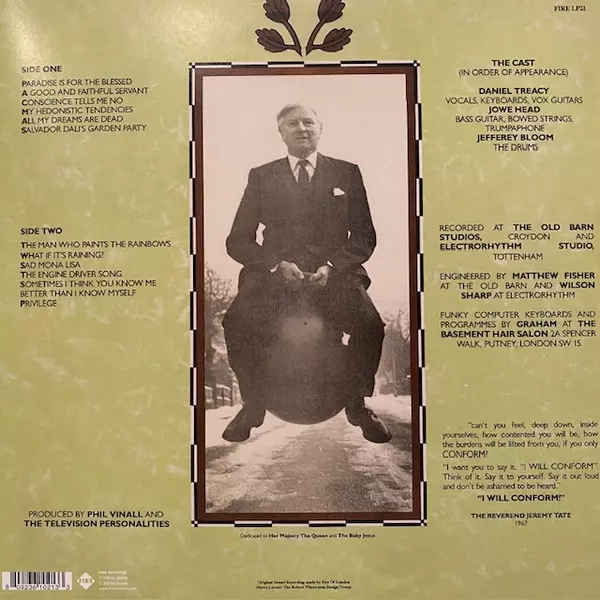 FIRE LP21
SIDE ONE
PARADISE IS FOR THE BLESSED
A GOOD AND FAITHFUL SERVANT
CONSCIENCE TELLS ME NO
MY HEDONISTIC TENDENCIES
ALL MY DREAMS ARE DEAD
SALVADOR DALI'S GARDEN PARTY
SIDE TWO
THE MAN WHO PAINTS THE RAINBOWS
WHAT IF IT'S RAINING?
SAD MONA LISA
THE ENGINE DRIVER SONG
SOMETIMES I THINK YOU KNOW ME
BETTER THAN I KNOW MYSELF
PRIVILEGE
PRODUCED BY PHIL VINALL AND
THE TELEVISION PERSONALITIES
THE CAST
(IN ORDER OF APPEARANCE)
DANIEL TREACY
VOCALS, KEYBOARDS, VOX GUITARS
JOWE HEAD
BASS GUITAR, BOWED STRINGS,
TRUMPAPHONE
JEFFEREY BLOOM
THE DRUMS
RECORDED AT THE OLD BARN
STUDIOS, CROYDON AND
ELECTRORHYTHM STUDIO,
TOTTENHAM
ENGINEERED BY MATTHEW FISHER
AT THE OLD BARN AND WILSON
SHARP AT ELECTRORHYTHM
FUNKY COMPUTER KEYBOARDS AND
PROGRAMMES BY GRAHAM AT THE
BASEMENT HAIR SALON 2A SPENCER
WALK, PUTNEY, LONDON SW 15
. . . . "can't you feel, deep down, inside
yourselves, how contented you will be, how
the burdens will be lifted from you, if you only
CONFORM?
"I want you to say it, "I WILL CONFORM".
Think of it. Say it to yourself. Say it out loud
and don't be ashamed to be heard."
"I WILL CONFORM!"
THE REVEREND JEREMY TATE
1967
Dedicated to Her Majesty The Queen and The Baby Jesus
Original Sound Recording made by Fire Of London
FIRE